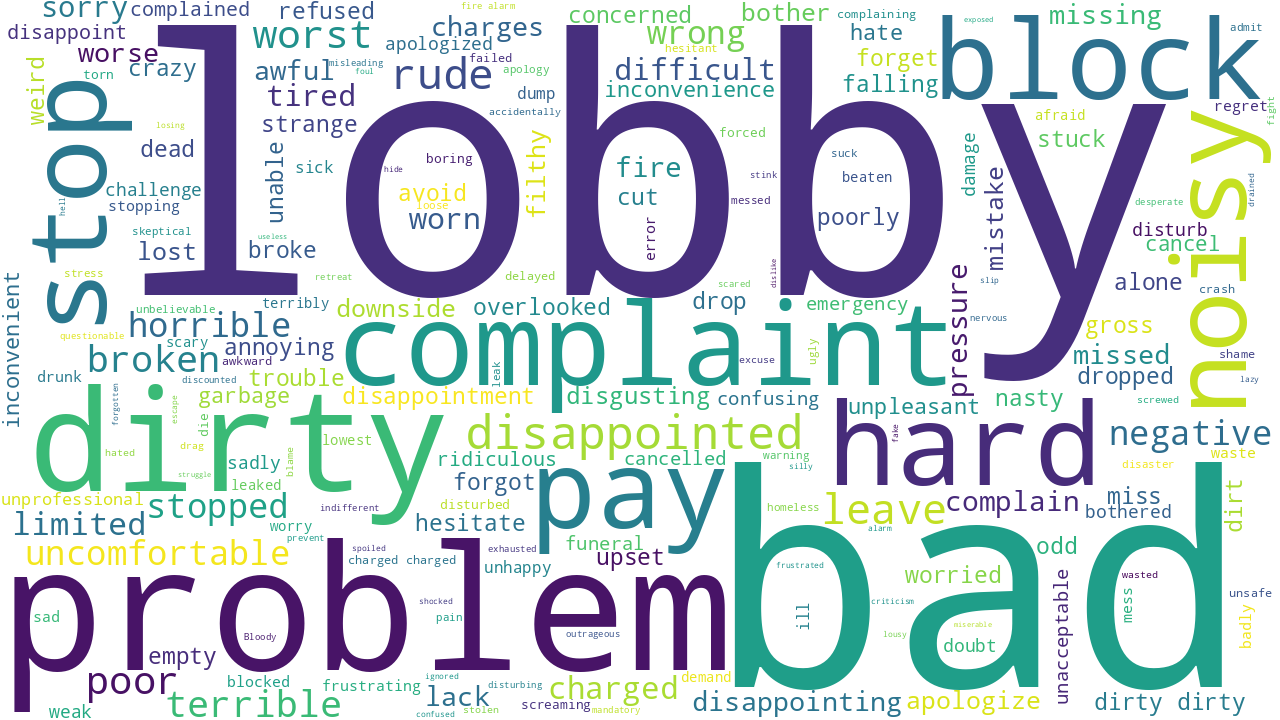 sorry complained refused charges concerned bother complaining exposed missing admit
fire alarm
disappoint worst apologized wrong hate block
worse awful misleading failed hesitant forget
weird torn crazy foul rude apology difficult falling
stop tired dump inconvenience regret
lobby
accidentally fight
losing strange forced afraid
dead unable boring filthy fire suck damage stuck noisy
sick hide avoid cut stink beaten mistake
challenge loose worn messed poorly drained
stopping hell desperate
skeptical useless error disturb
lost broke cancel
stress retreat delayed scared dislike slip alone
unbelievable terribly downside overlooked drop emergency pressure crash
inconvenient questionable horrible nervous gross
scary annoying complaint ugly missed shame
broken awkward excuse
drunk discounted trouble leak dropped lazy
forgotten escape garbage disappointment disgusting confusing unpleasant nasty screwed
die dirty fake hard
drag lowest disappointed negative
hated blame ridiculous cancelled warning waste
sadly struggle silly disaster
leaked forgot pay
unprofessional stopped disturbed homeless leave complain miss dirt
indifferent bothered
limited worry hesitate alarm
prevent
uncomfortable spoiled exhausted funeral upset odd
charged charged unhappy frustrated bad worried unacceptable wasted
problem shocked criticism mess unsafe
sad pain ill
Bloody outrageous miserable lousy badly
empty doubt
poor blocked frustrating ignored disturbing charged demand
lack
weak terrible confused stolen screaming mandatory disappointing apologize dirty dirty